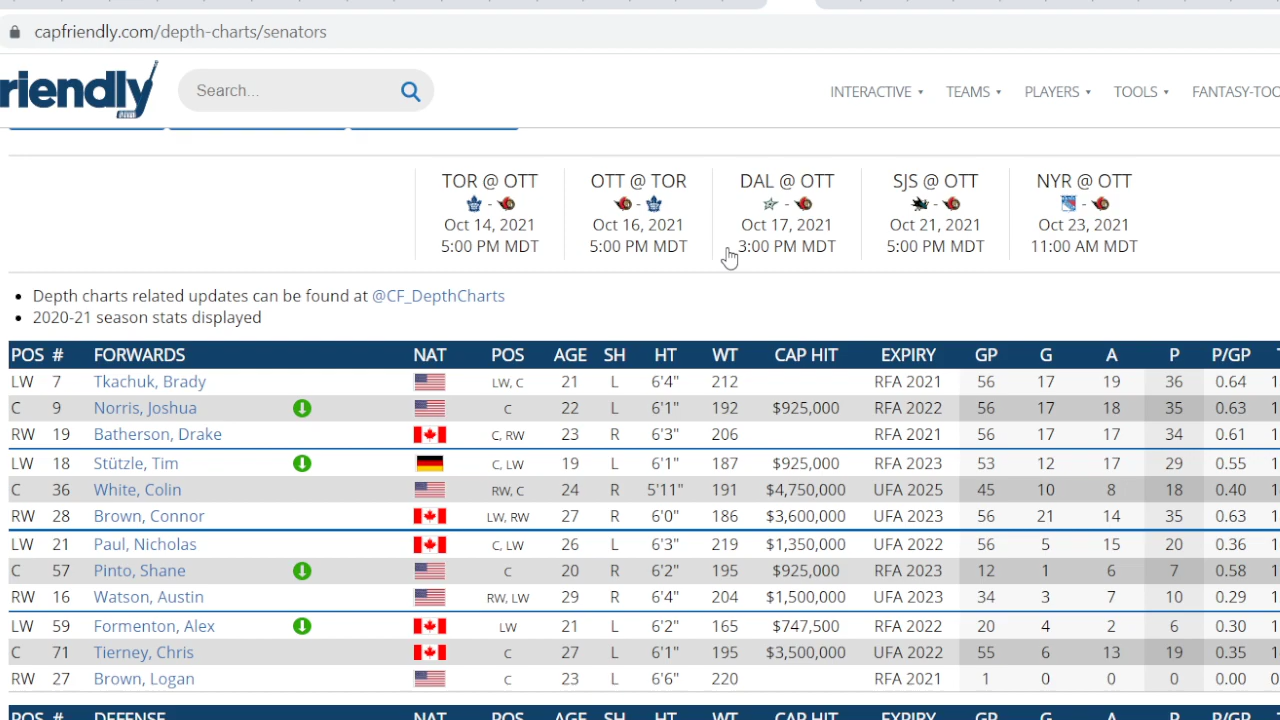 capfriendly.com/depth-charts/senators
riendly
Search...
INTERACTIVE ▾ TEAMS ▾ PLAYERS ▾ TOOLS ▾ FANTASY-TOO
TOR @ OTT OTT @ TOR DAL @ OTT SJS @ OTT NYR @ OTT
- - - - -
Oct 14, 2021 Oct 16, 2021 Oct 17, 2021 Oct 21, 2021 Oct 23, 2021
5:00 PM MDT 5:00 PM MDT 3:00 PM MDT 5:00 PM MDT 11:00 AM MDT
• Depth charts related updates can be found at @CF_DepthCharts
• 2020-21 season stats displayed
POS # FORWARDS NAT POS AGE SH HT WT CAP HIT EXPIRY GP G A P P/GP
LW 7 Tkachuk, Brady LW, C 21 L 6'4" 212 RFA 2021 56 17 19 36 0.64
C 9 Norris, Joshua C 22 L 6'1" 192 $925,000 RFA 2022 56 17 18 35 0.63
RW 19 Batherson, Drake C, RW 23 R 6'3" 206 RFA 2021 56 17 17 34 0.61
LW 18 Stützle, Tim C, LW 19 L 6'1" 187 $925,000 RFA 2023 53 12 17 29 0.55
C 36 White, Colin RW, C 24 R 5'11" 191 $4,750,000 UFA 2025 45 10 8 18 0.40
RW 28 Brown, Connor LW, RW 27 R 6'0" 186 $3,600,000 UFA 2023 56 21 14 35 0.63
LW 21 Paul, Nicholas C, LW 26 L 6'3" 219 $1,350,000 UFA 2022 56 5 15 20 0.36
C 57 Pinto, Shane C 20 R 6'2" 195 $925,000 RFA 2023 12 1 6 7 0.58
RW 16 Watson, Austin RW, LW 29 R 6'4" 204 $1,500,000 UFA 2023 34 3 7 10 0.29
LW 59 Formenton, Alex LW 21 L 6'2" 165 $747,500 RFA 2022 20 4 2 6 0.30
C 71 Tierney, Chris C 27 L 6'1" 195 $3,500,000 UFA 2022 55 6 13 19 0.35
RW 27 Brown, Logan C 23 L 6'6" 220 RFA 2021 1 0 0 0 0.00
POS # DEFENSE NAT POS AGE SH HT WT CAP HIT EXPIRY GP G A P P/GP